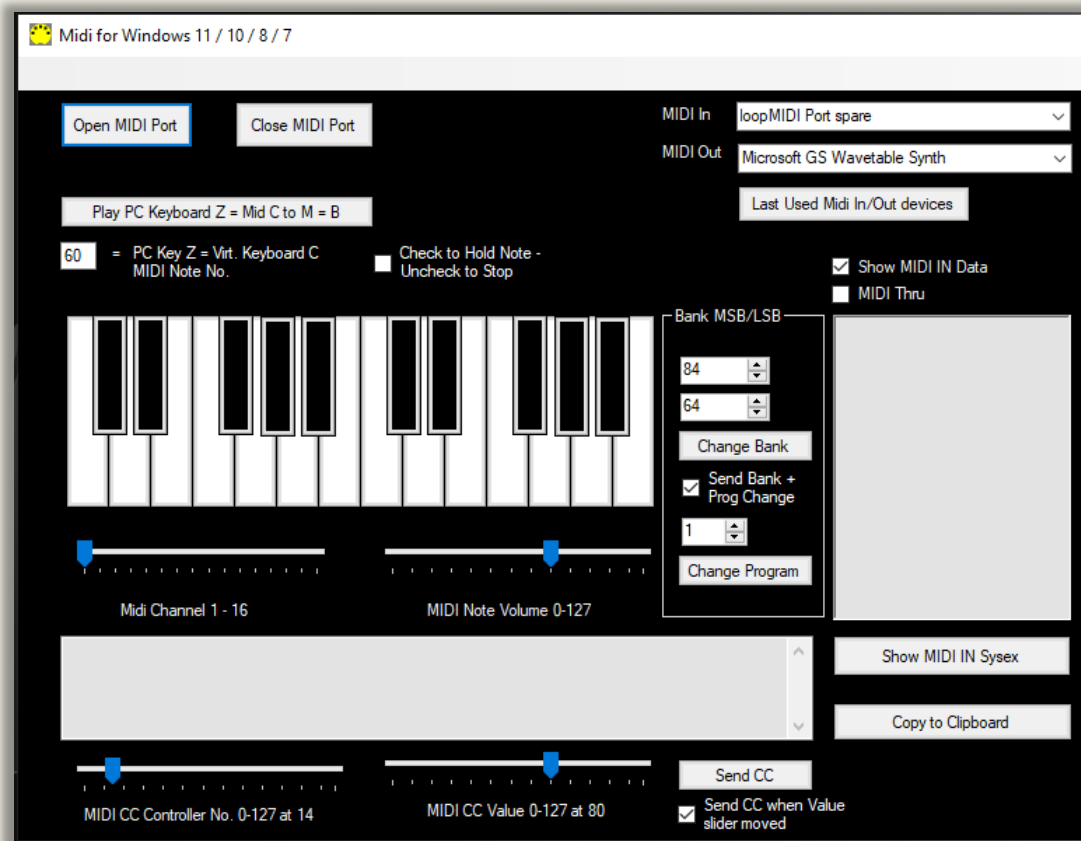 Midi for Windows 11 / 10 / 8 / 7
Open MIDI Port
Close MIDI Port
MIDI In
loopMIDI Port spare
MIDI Out
Microsoft GS Wavetable Synth
Last Used Midi In/Out devices
Play PC Keyboard Z = Mid C to M = B
60
= PC Key Z = Virt. Keyboard C
MIDI Note No.
Check to Hold Note -
Uncheck to Stop
Show MIDI IN Data
MIDI Thru
Bank MSB/LSB
84
64
Change Bank
Send Bank +
Prog Change
1
Change Program
Midi Channel 1 - 16
MIDI Note Volume 0-127
Show MIDI IN Sysex
Copy to Clipboard
MIDI CC Controller No. 0-127 at 14
MIDI CC Value 0-127 at 80
Send CC
Send CC when Value
slider moved